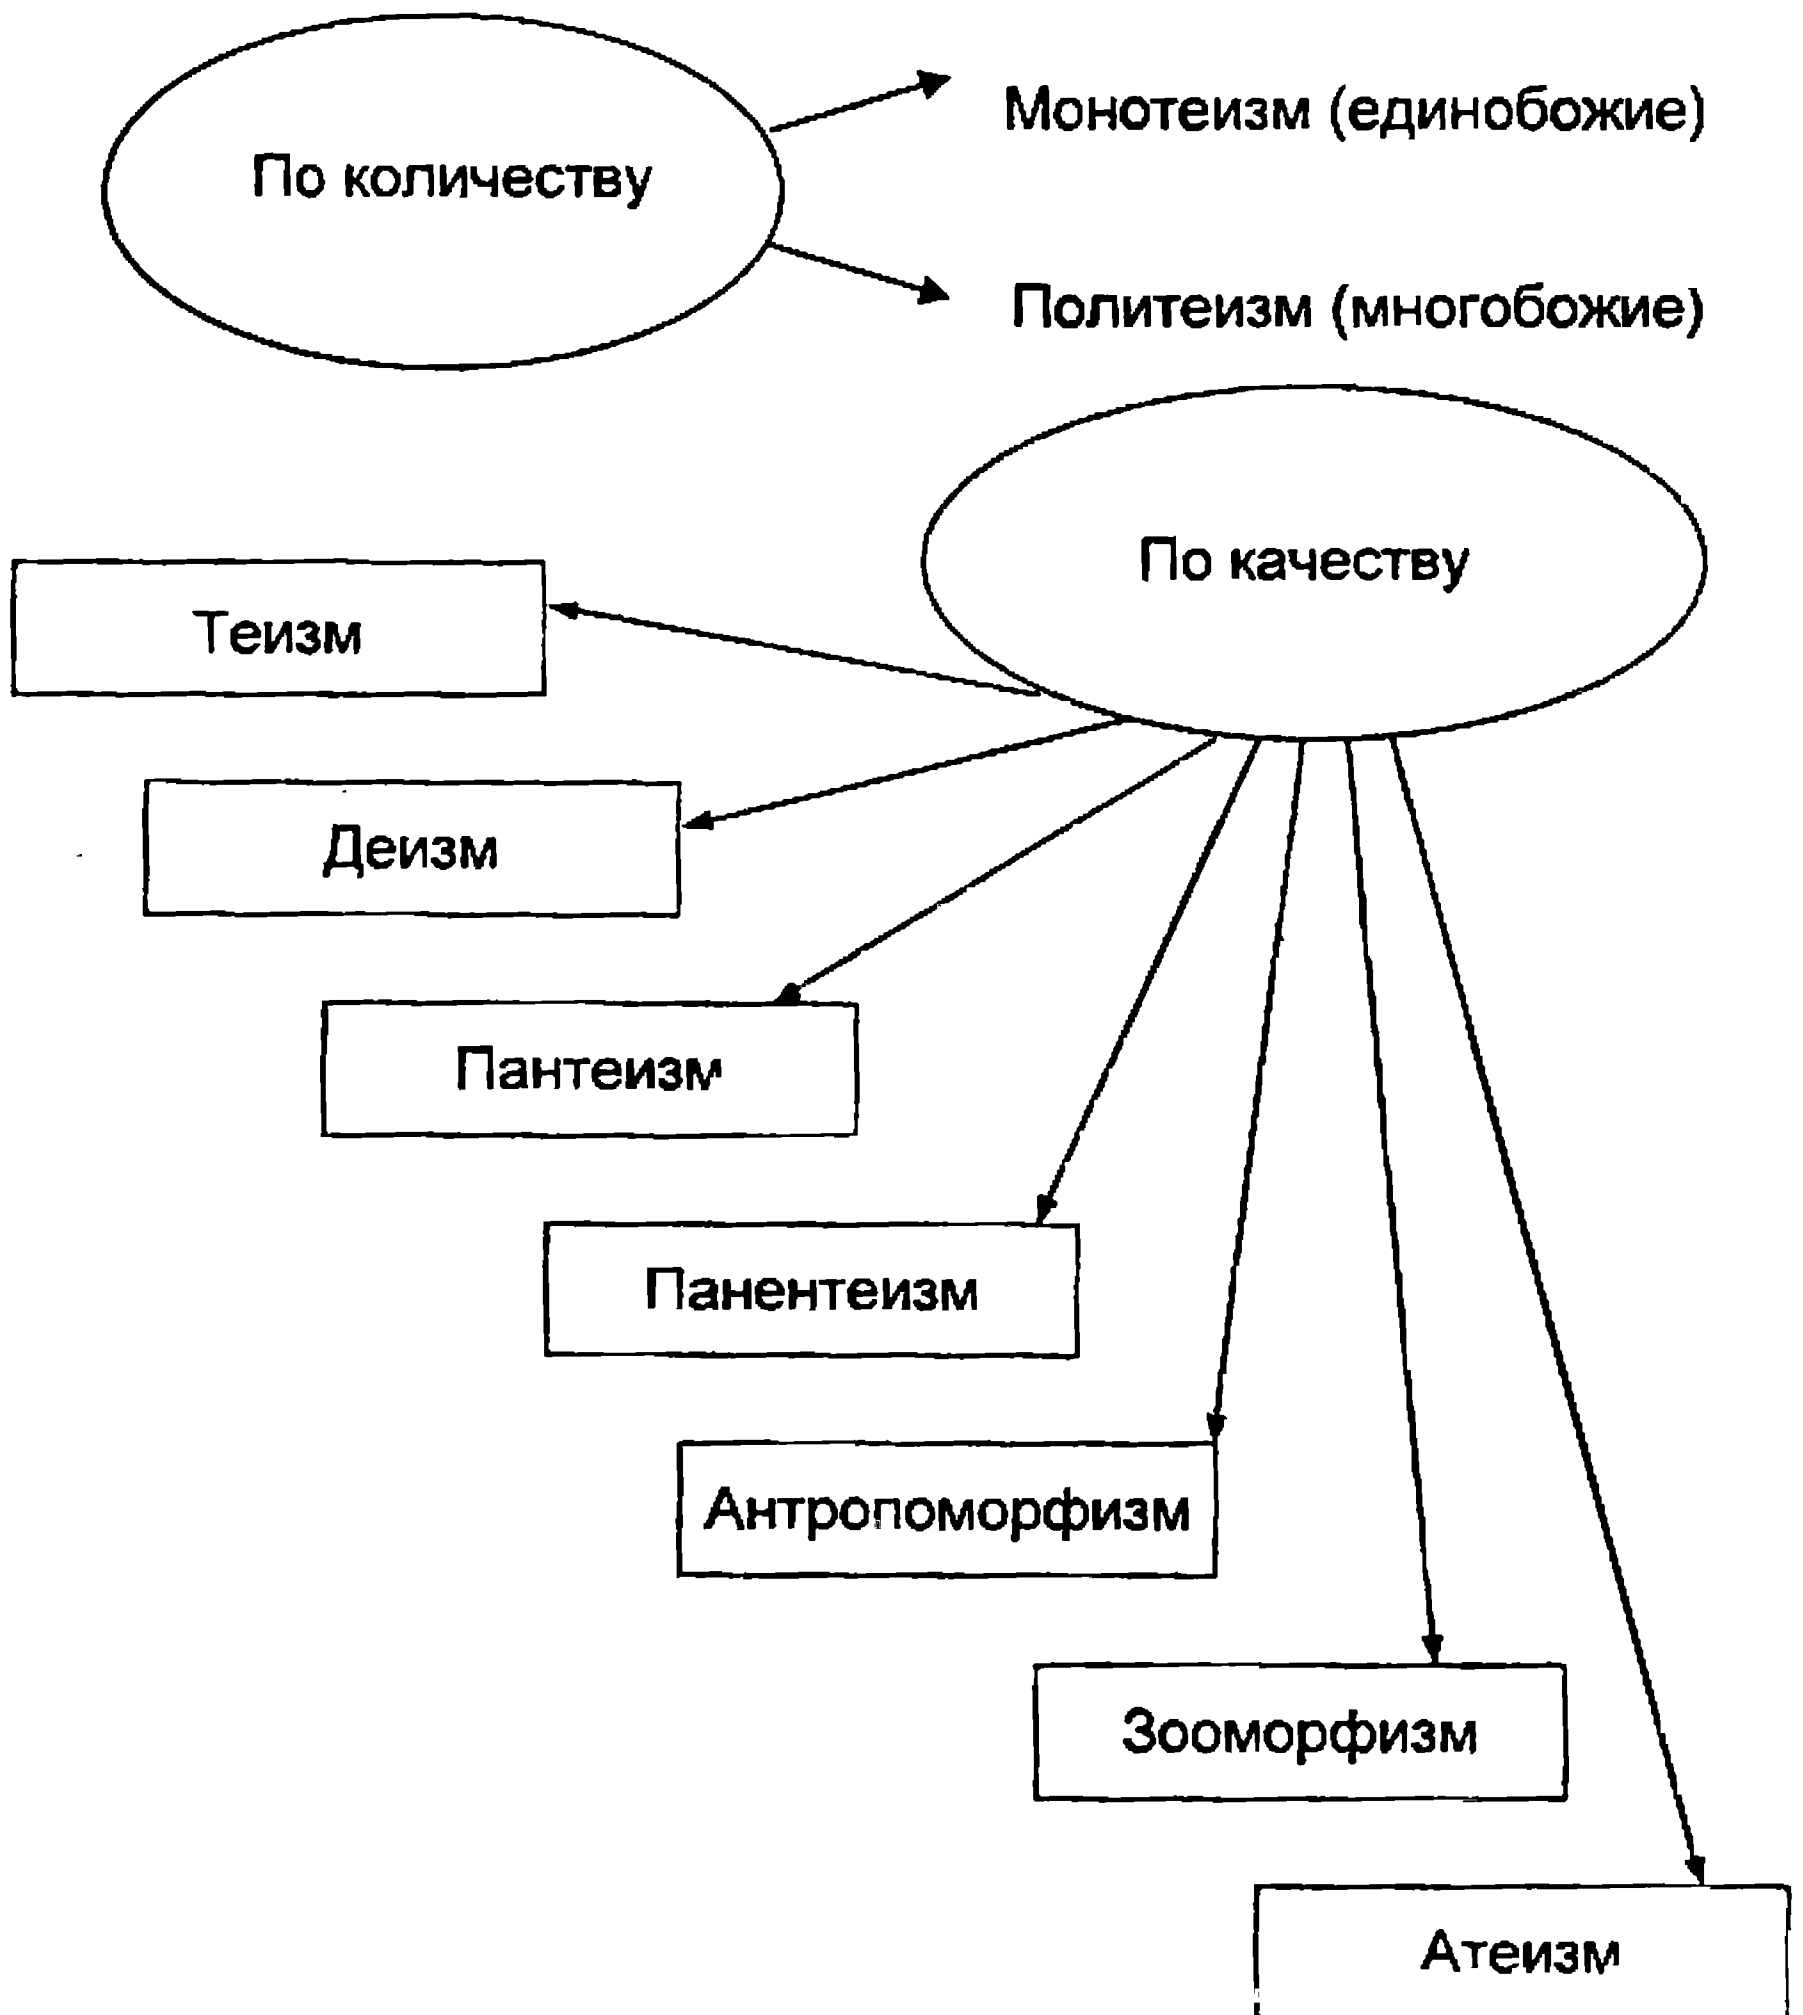 По количеству
Монотеизм (единобожие)
Политеизм (многобожие)
По качеству
Теизм
Деизм
Пантеизм
Панентеизм
Антропоморфизм
Зооморфизм
Атеизм